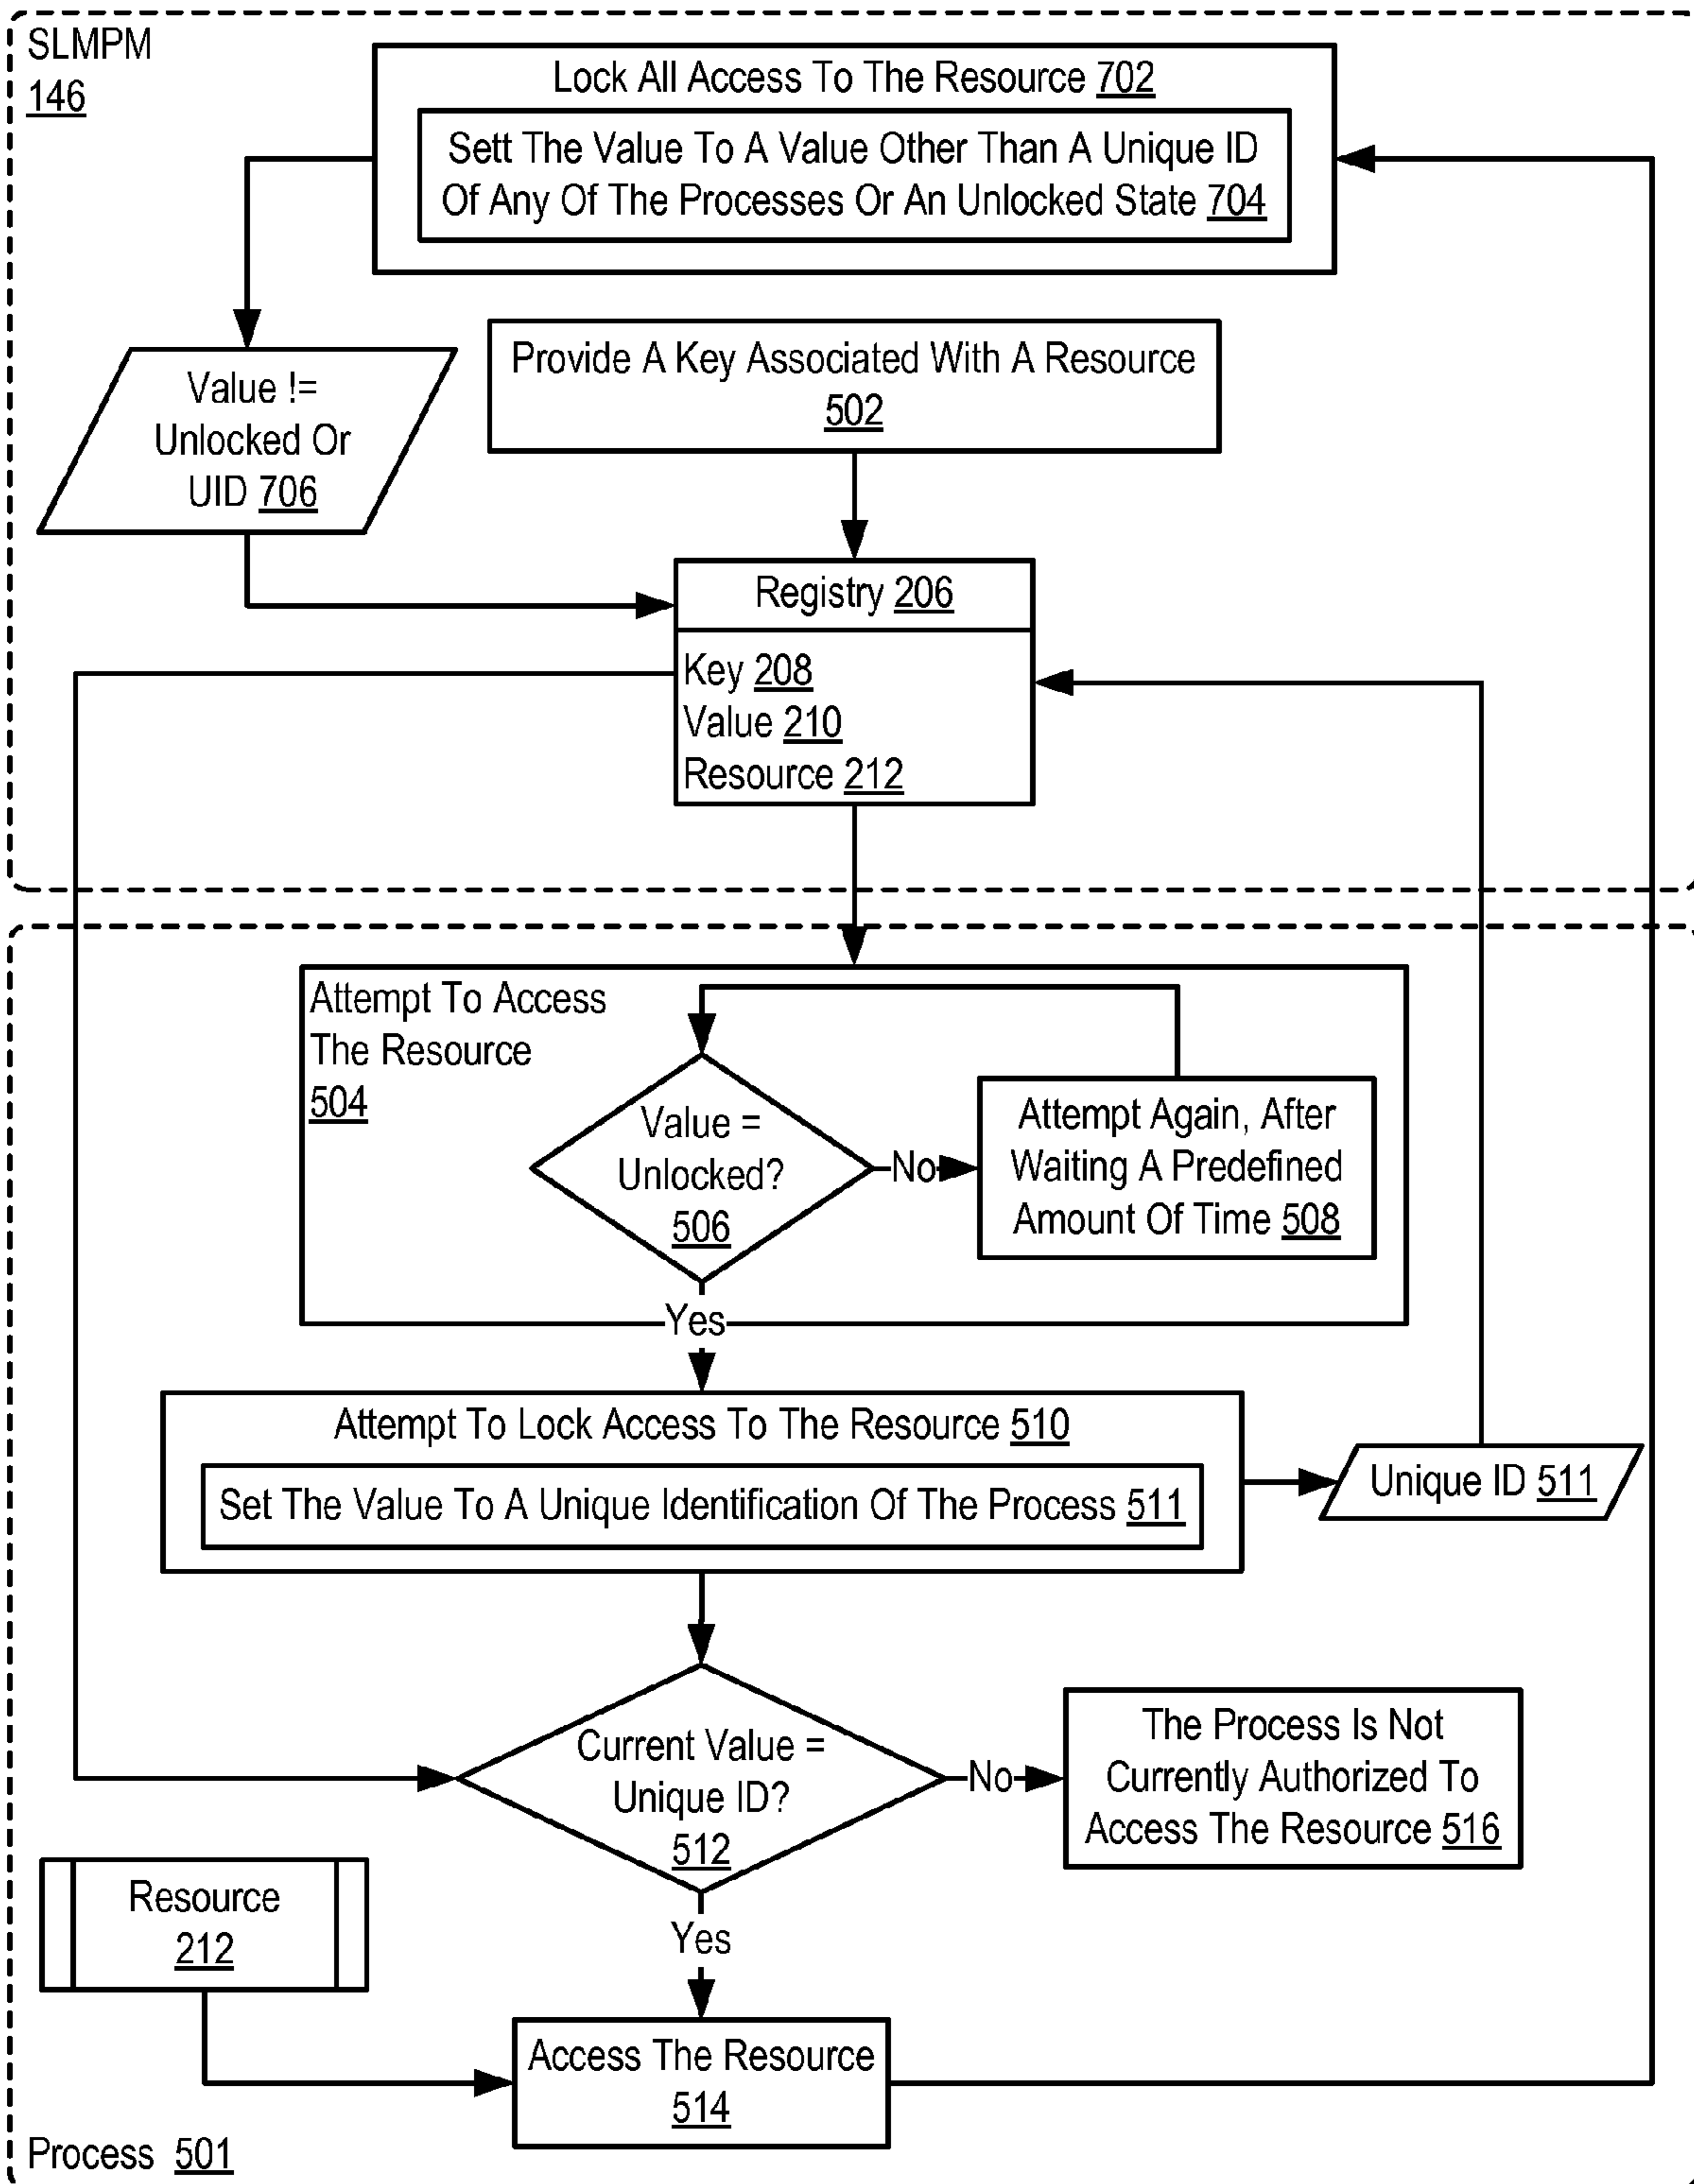 SLMPM
146
Lock All Access To The Resource 702
Sett The Value To A Value Other Than A Unique ID
Of Any Of The Processes Or An Unlocked State 704
Value !=
Unlocked Or
UID 706
Provide A Key Associated With A Resource
502
Registry 206
Key 208
Value 210
Resource 212
Attempt To Access
The Resource
504
Value =
Unlocked?
506
No
Attempt Again, After
Waiting A Predefined
Amount Of Time 508
Yes
Attempt To Lock Access To The Resource 510
Set The Value To A Unique Identification Of The Process 511
Unique ID 511
Current Value =
Unique ID?
512
No
The Process Is Not
Currently Authorized To
Access The Resource 516
Yes
Resource
212
Access The Resource
514
Process 501